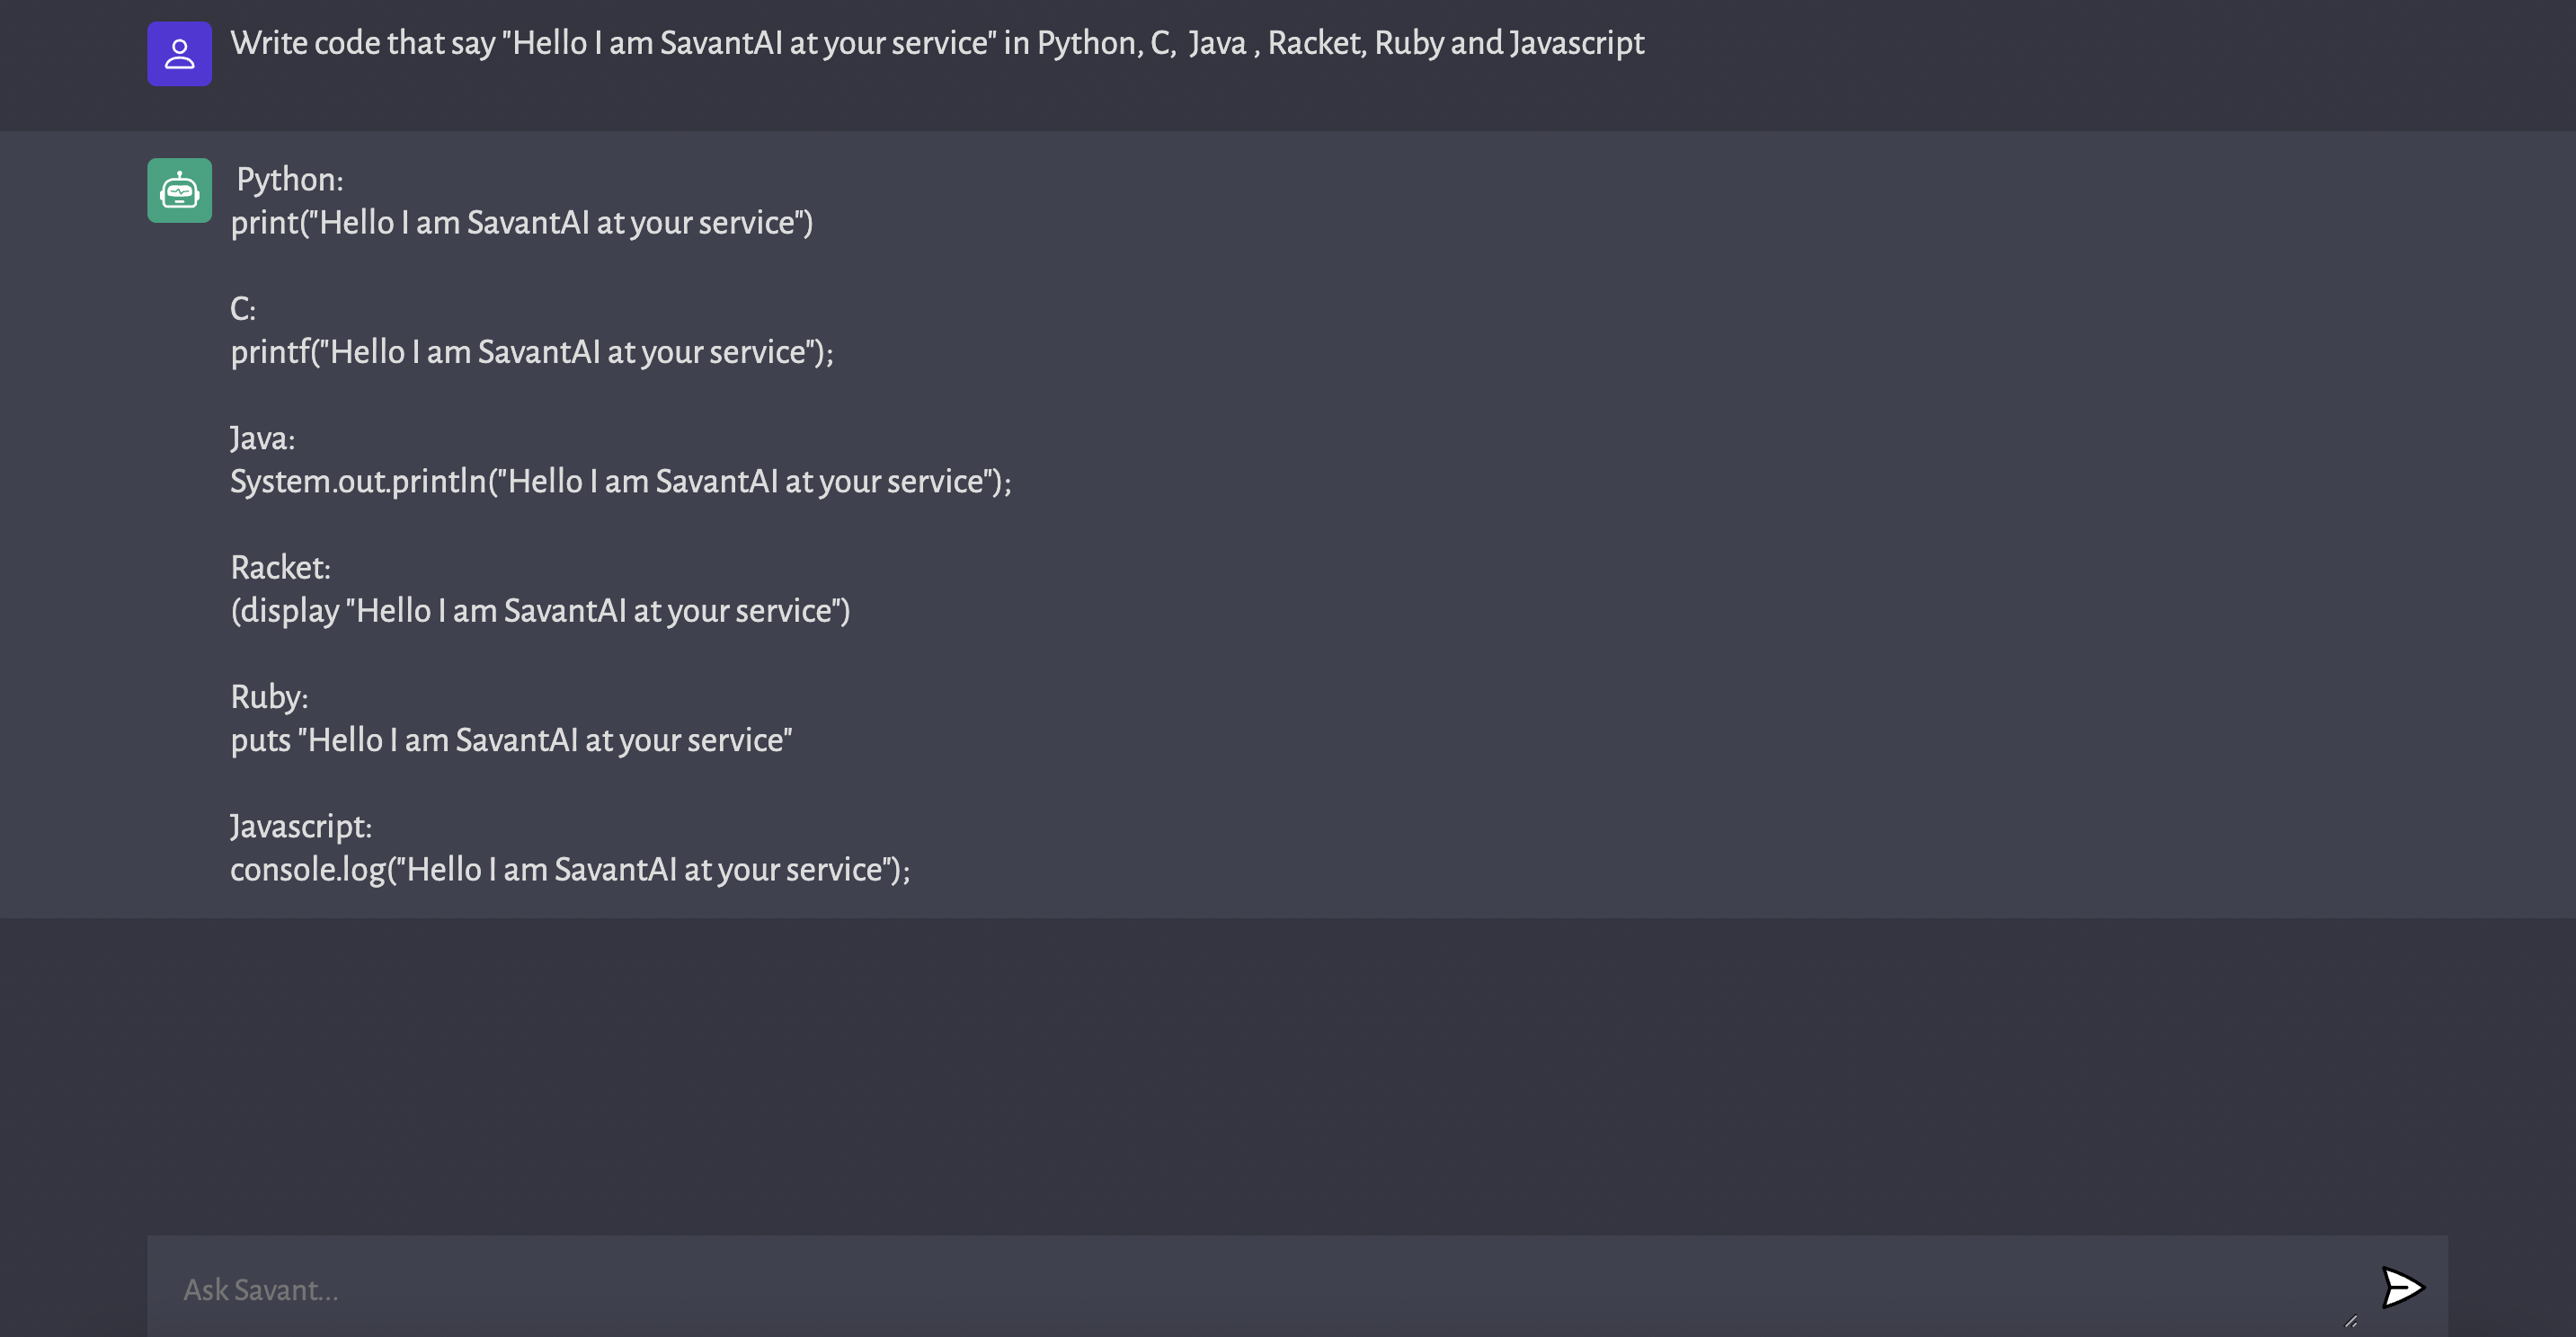 Write code that say "Hello I am SavantAI at your service" in Python, C,  Java , Racket, Ruby and Javascript
Python:
print("Hello I am SavantAI at your service")
C:
printf("Hello I am SavantAI at your service");
Java:
System.out.println("Hello I am SavantAI at your service");
Racket:
(display "Hello I am SavantAI at your service")
Ruby:
puts "Hello I am SavantAI at your service"
Javascript:
console.log("Hello I am SavantAI at your service");
Ask Savant...